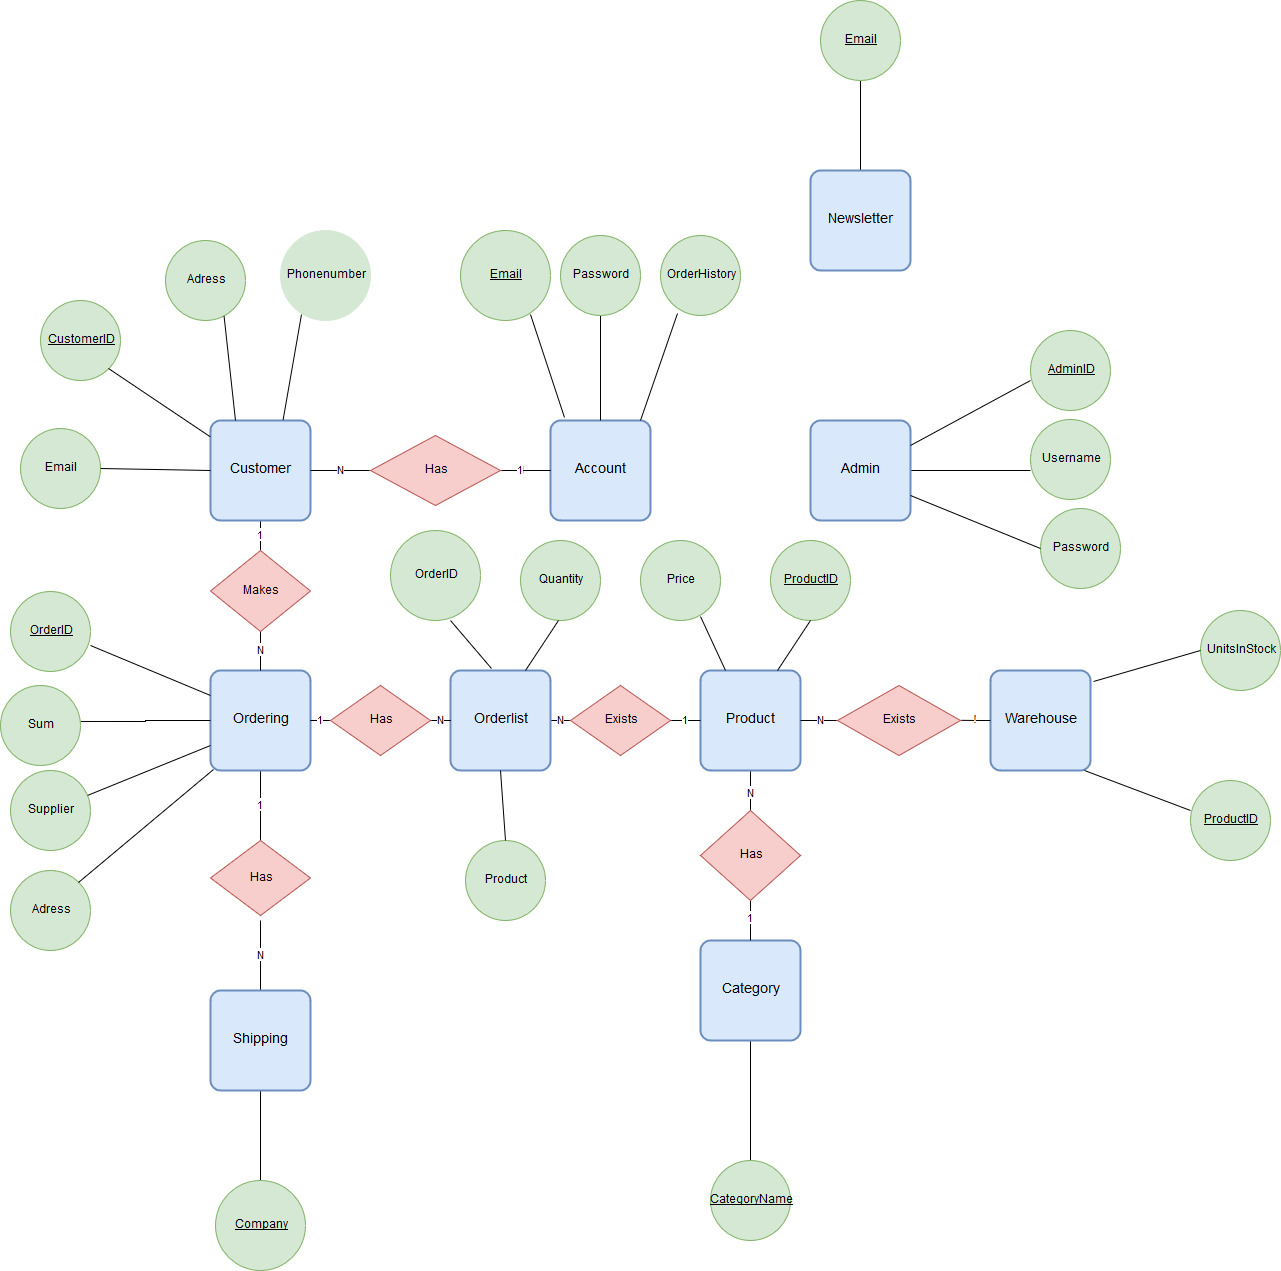 Email
Newsletter
Adress
Phonenumber
Email
Password
OrderHistory
CustomerID
AdminID
Email
Customer
N
Has
1
Account
Admin
Username
Password
1
Makes
N
OrderID
Quantity
Price
ProductID
OrderID
UnitsInStock
Sum
Ordering
1
Has
N
Orderlist
N
Exists
1
Product
N
Exists
Warehouse
Supplier
1
N
ProductID
Has
Has
Product
Adress
1
N
Category
Shipping
CategoryName
Company